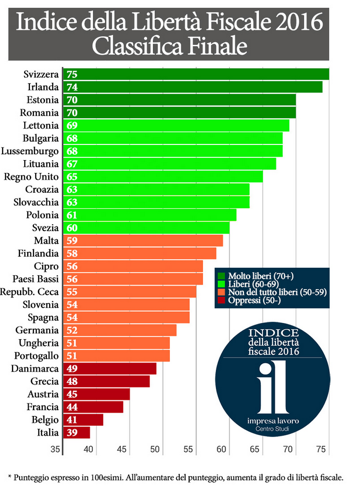 Indice della Libertà Fiscale 2016
Classifica Finale
Svizzera 75
Irlanda 74
Estonia 70
Romania 70
Lettonia 69
Bulgaria 68
Lussemburgo 68
Lituania 67
Regno Unito 65
Croazia 63
Slovacchia 63
Polonia 61
Svezia 60
Malta 59
Finlandia 58
Cipro 56
Paesi Bassi 56
Repubb. Ceca 55
Slovenia 54
Spagna 54
Germania 52
Ungheria 51
Portogallo 51
Danimarca 49
Grecia 48
Austria 45
Francia 44
Belgio 41
Italia 39
35 40 45 50 55 60 65 70 75
Molto liberi (70+)
Liberi (60-69)
Non del tutto liberi (50-59)
Oppressi (50-)
INDICE
della libertà
fiscale 2016
il
impresa lavoro
Centro Studi
* Punteggio espresso in 100esimi. All'aumentare del punteggio, aumenta il grado di libertà fiscale.